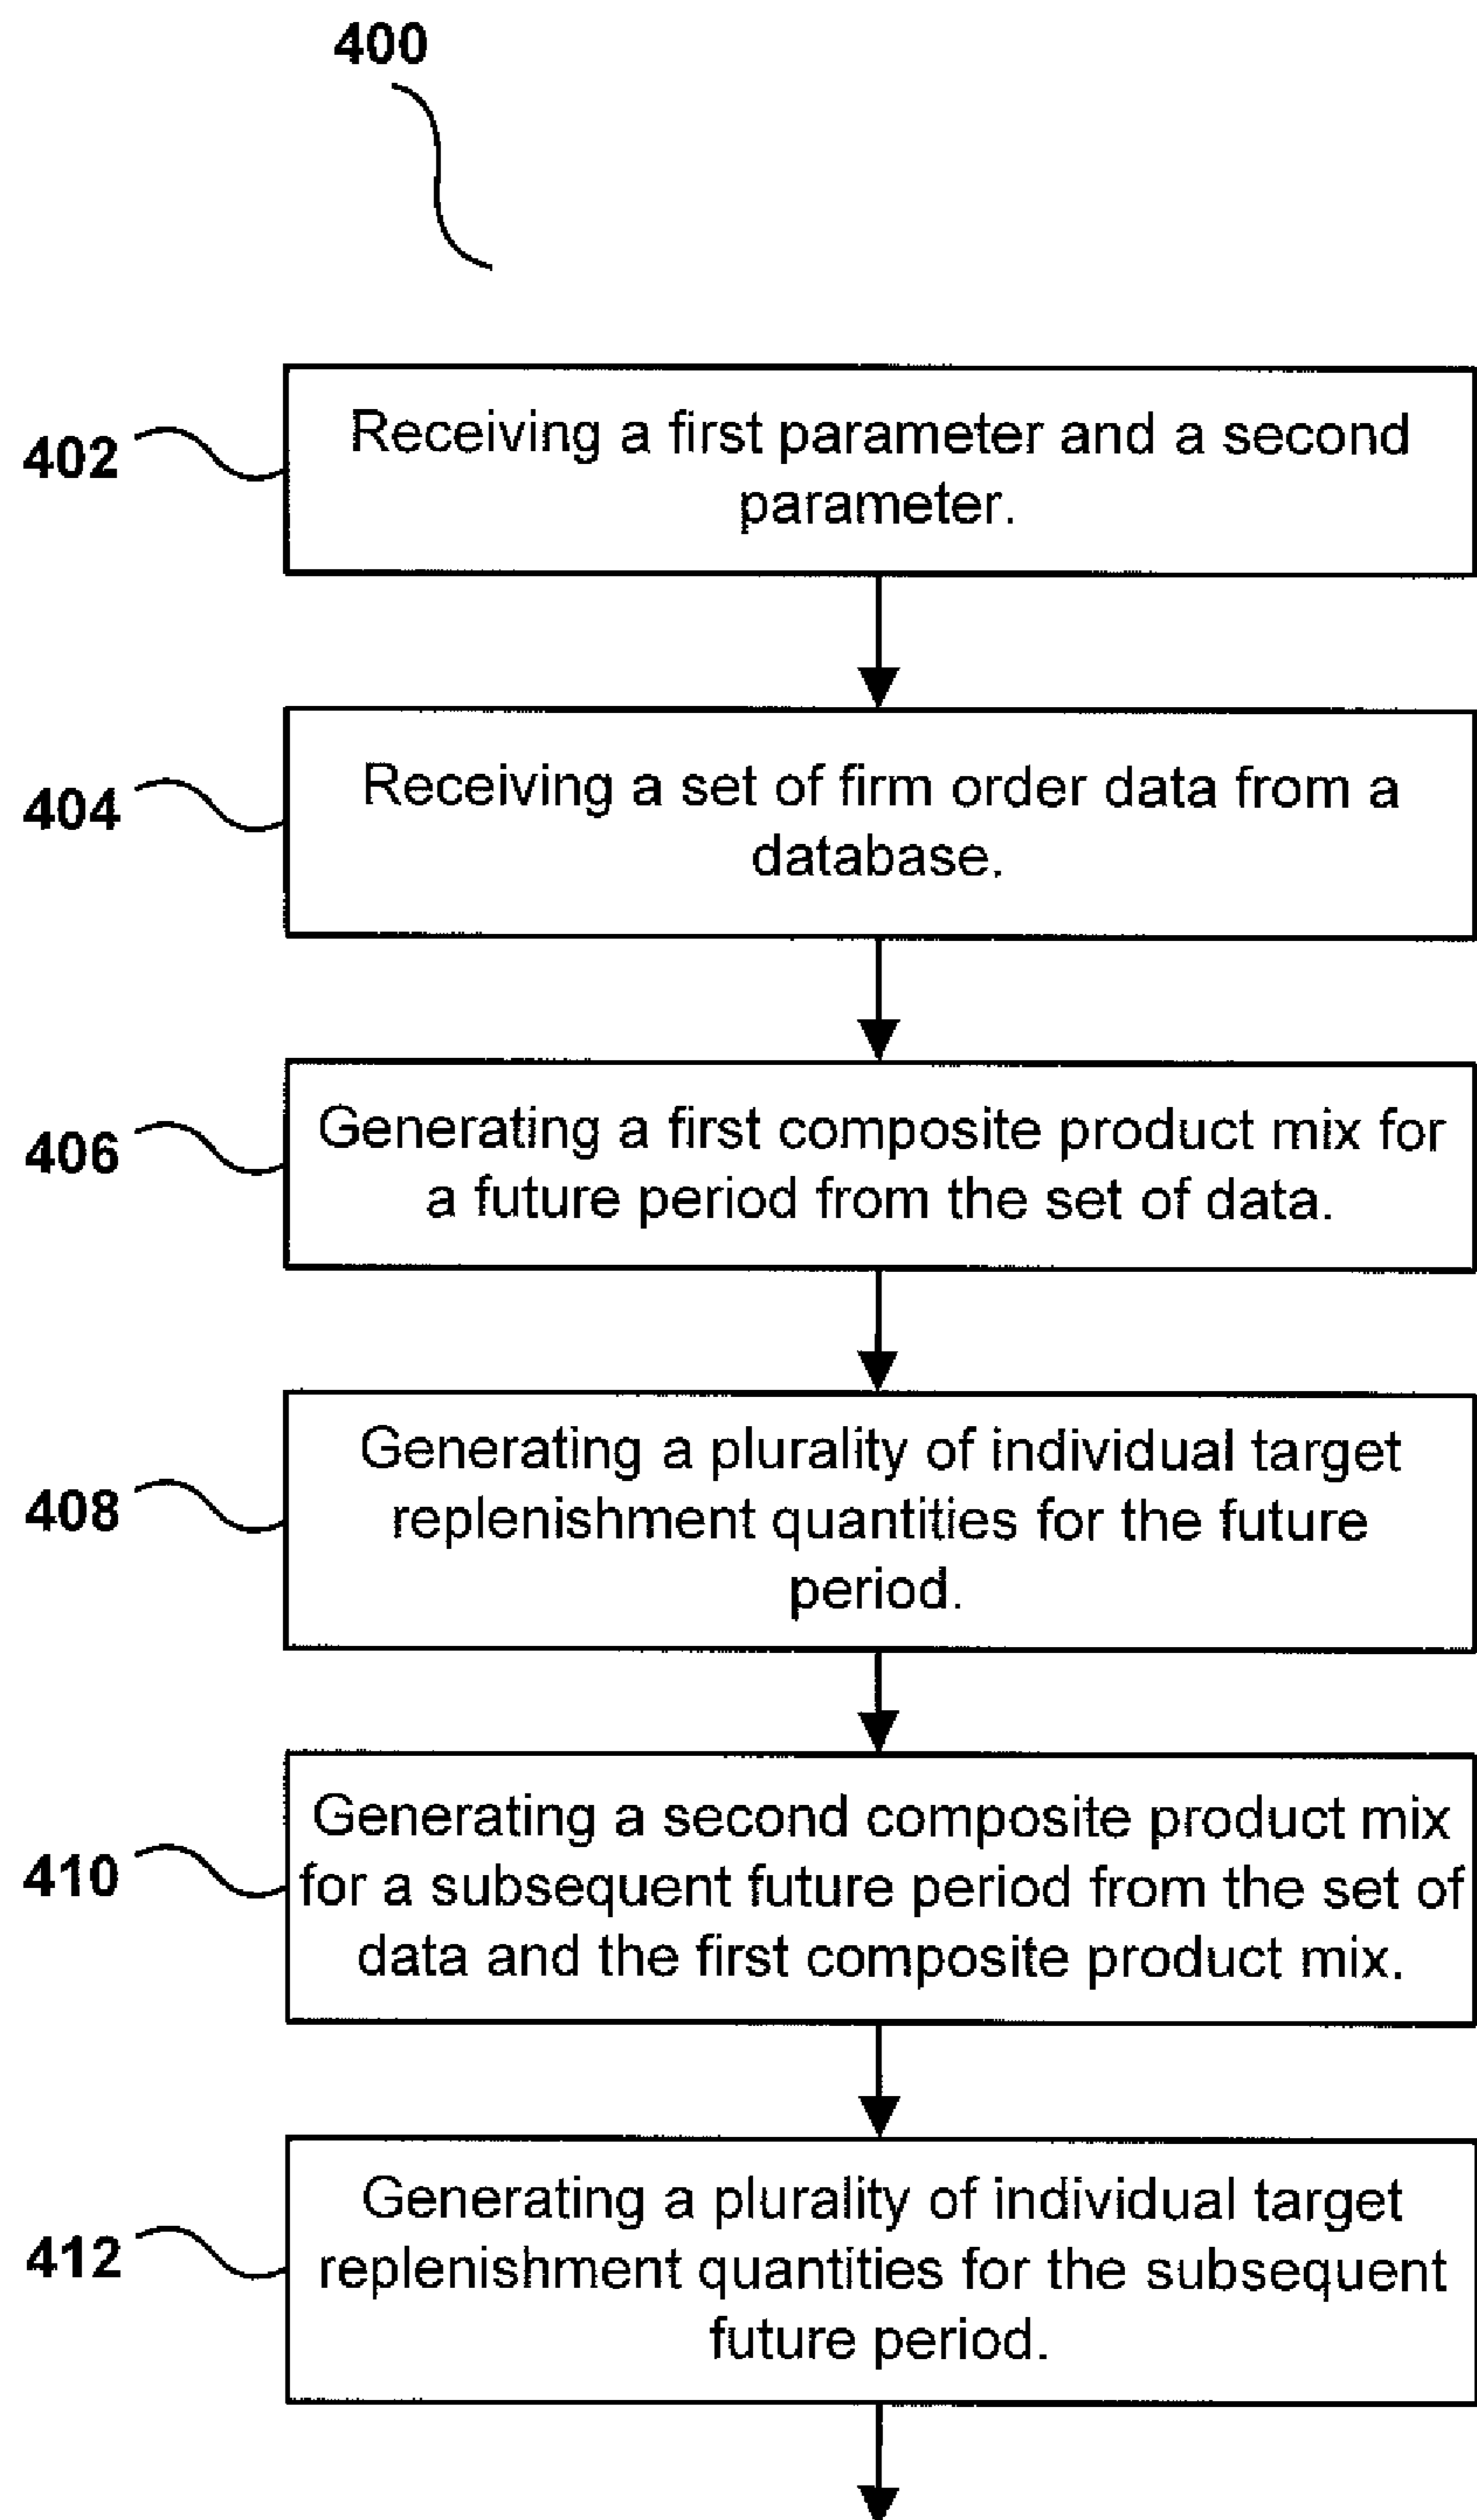 400
402
Receiving a first parameter and a second
parameter.
404
Receiving a set of firm order data from a
database.
406
Generating a first composite product mix for
a future period from the set of data.
408
Generating a plurality of individual target
replenishment quantities for the future
period.
410
Generating a second composite product mix
for a subsequent future period from the set of
data and the first composite product mix.
412
Generating a plurality of individual target
replenishment quantities for the subsequent
future period.